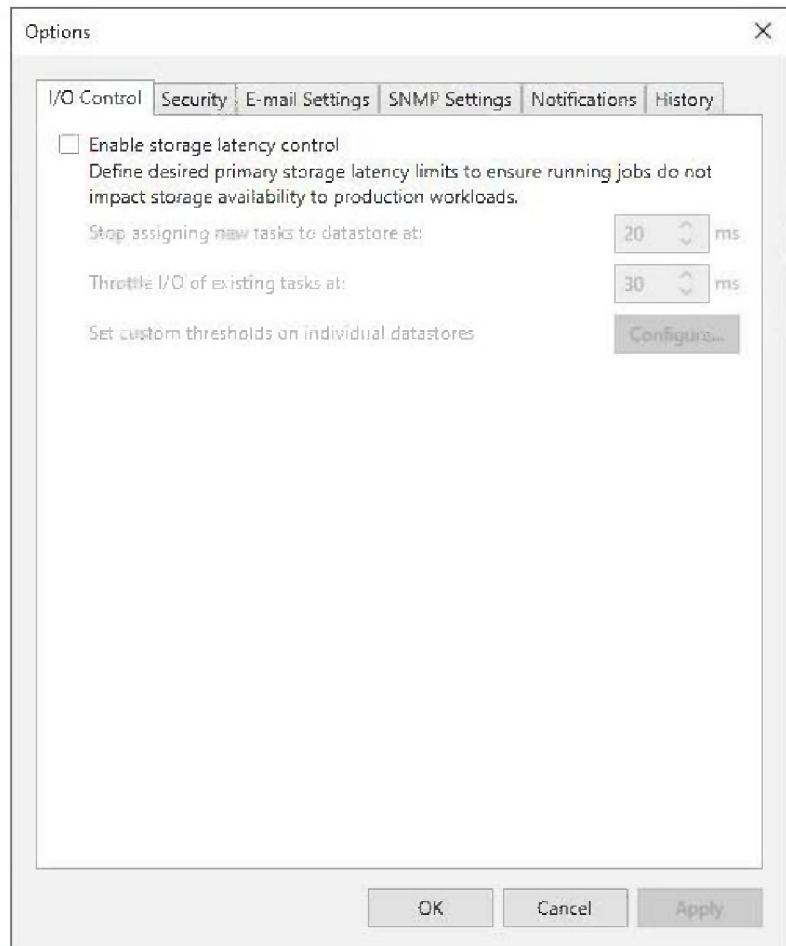 Options
I/O Control
Security
E-mail Settings
SNMP Settings
Notifications
History
Enable storage latency control
Define desired primary storage latency limits to ensure running jobs do not
impact storage availability to production workloads.
Stop assigning new tasks to datastore at:
20
ms
Throttle I/O of existing tasks at:
30
ms
Set custom thresholds on individual datastores
Configure...
OK
Cancel
Apply